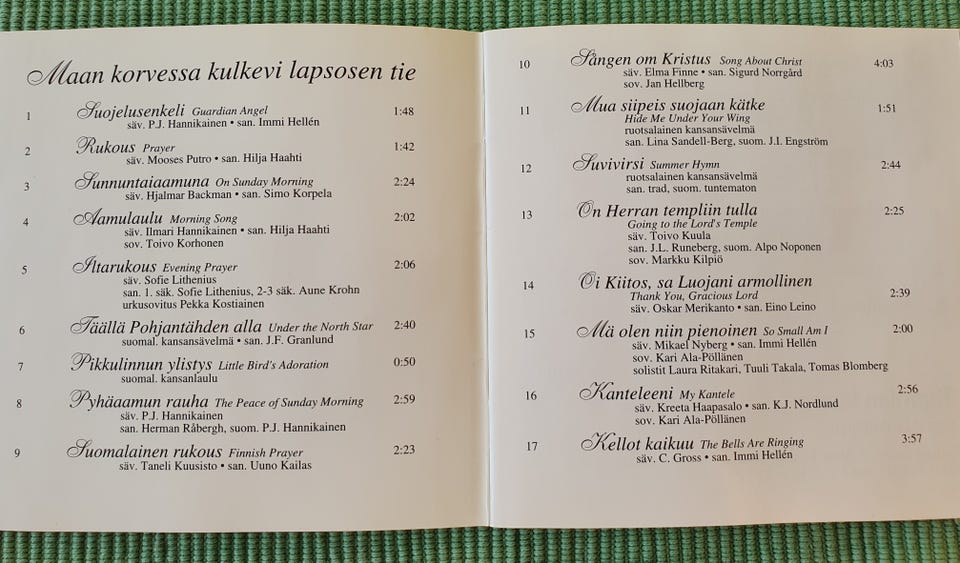 Maan korvessa kulkevi lapsosen tie
1 Suojelusenkeli Guardian Angel 1:48
säv. P.J. Hannikainen • san. Immi Hellén
2 Rukous Prayer 1:42
säv. Mooses Putro • san. Hilja Haahti
3 Sunnuntaiaamuna On Sunday Morning 2:24
säv. Hjalmar Backman • san. Simo Korpela
4 Aamulaulu Morning Song 2:02
säv. Ilmari Hannikainen • san. Hilja Haahti
sov. Toivo Korhonen
5 Iltarukous Evening Prayer 2:06
säv. Sofie Lithenius
san. 1. säk. Sofie Lithenius, 2-3 säk. Aune Krohn
urkusovitus Pekka Kostiainen
6 Täällä Pohjantähden alla Under the North Star 2:40
suomal. kansansävelmä • san. J.F. Granlund
7 Pikkulinnun ylistys Little Bird's Adoration 0:50
suomal. kansanlaulu
8 Pyhäaamun rauha The Peace of Sunday Morning 2:59
säv. P.J. Hannikainen
san. Herman Råbergh, suom. P.J. Hannikainen
9 Suomalainen rukous Finnish Prayer 2:23
säv. Taneli Kuusisto • san. Uuno Kailas
10 Sången om Kristus Song About Christ 4:03
säv. Elma Finne • san. Sigurd Norrgård
sov. Jan Hellberg
11 Mua siipeis suojaan kätke 1:51
Hide Me Under Your Wing
ruotsalainen kansansävelmä
san. Lina Sandell-Berg, suom. J.I. Engström
12 Suvivirsi Summer Hymn 2:44
ruotsalainen kansansävelmä
san. trad, suom. tuntematon
13 On Herran templiin tulla 2:25
Going to the Lord's Temple
säv. Toivo Kuula
san. J.L. Runeberg, suom. Alpo Noponen
sov. Markku Kilpiö
14 Oi Kiitos, sa Luojani armollinen
Thank You, Gracious Lord 2:39
säv. Oskar Merikanto • san. Eino Leino
15 Mä olen niin pienoinen So Small Am I 2:00
säv. Mikael Nyberg • san. Immi Hellén
sov. Kari Ala-Pöllänen
solistit Laura Ritakari, Tuuli Takala, Tomas Blomberg
16 Kanteleeni My Kantele 2:56
säv. Kreeta Haapasalo • san. K.J. Nordlund
sov. Kari Ala-Pöllänen
17 Kellot kaikuu The Bells Are Ringing 3:57
säv. C. Gross • san. Immi Hellén